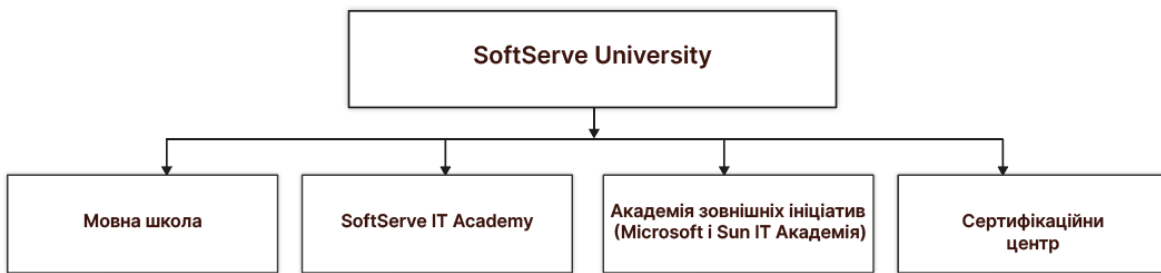 SoftServe University
Мовна школа
SoftServe IT Academy
Академія зовнішніх ініціатив
(Microsoft і Sun IT Академія)
Сертифікаційни
центр